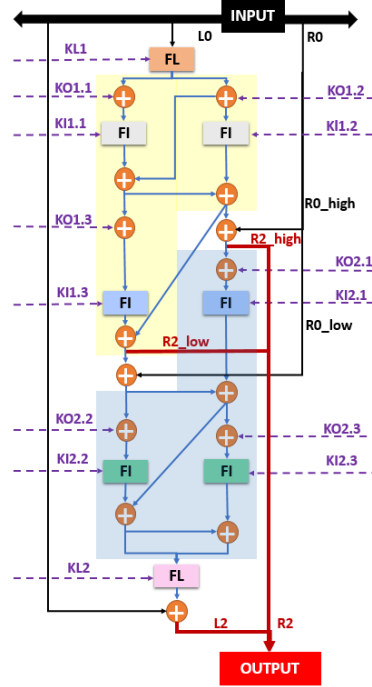 INPUT
L0
R0
KL1
FL
KO1.1
KO1.2
KI1.1
FI
FI
KI1.2
R0_high
KO1.3
R2_high
KO2.1
KI1.3
FI
FI
KI2.1
R0_low
R2_low
KO2.2
KO2.3
KI2.2
FI
FI
KI2.3
KL2
FL
L2
R2
OUTPUT